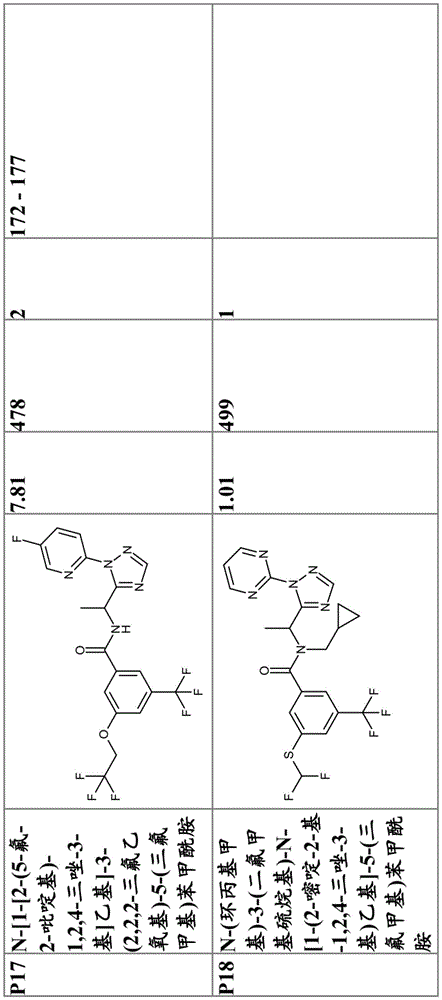 P17
N-[1-[2-(5-氟-
2-吡啶基)-
1,2,4-三唑-3-
基]乙基]-3-
(2,2,2-三氟乙
氧基)-5-(三氟
甲基)苯甲酰胺
F
N
N
N
N
O
N
H
O
F
F
F
F
F
F
7.81
478
2
172 - 177
P18
N-(环丙基甲
基)-3-(二氟甲
基硫烷基)-N-
[1-(2-嘧啶-2-基
-1,2,4-三唑-3-
基)乙基]-5-(三
氟甲基)苯甲酰
胺
N
N
N
N
N
O
N
S
F
F
F
F
F
1.01
499
1